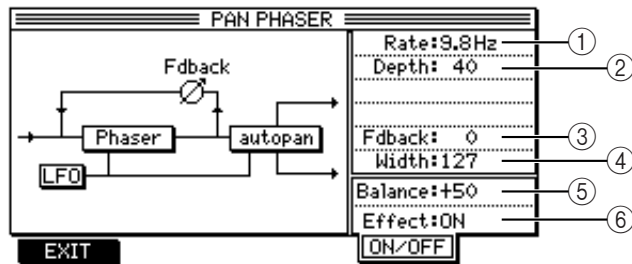 PAN PHASER
Rate:9.8Hz ①
Depth: 40 ②
Fdback
Phaser
autopan
LFO
Fdback: 0 ③
Width:127 ④
Balance:+50 ⑤
Effect:ON ⑥
EXIT
ON/OFF